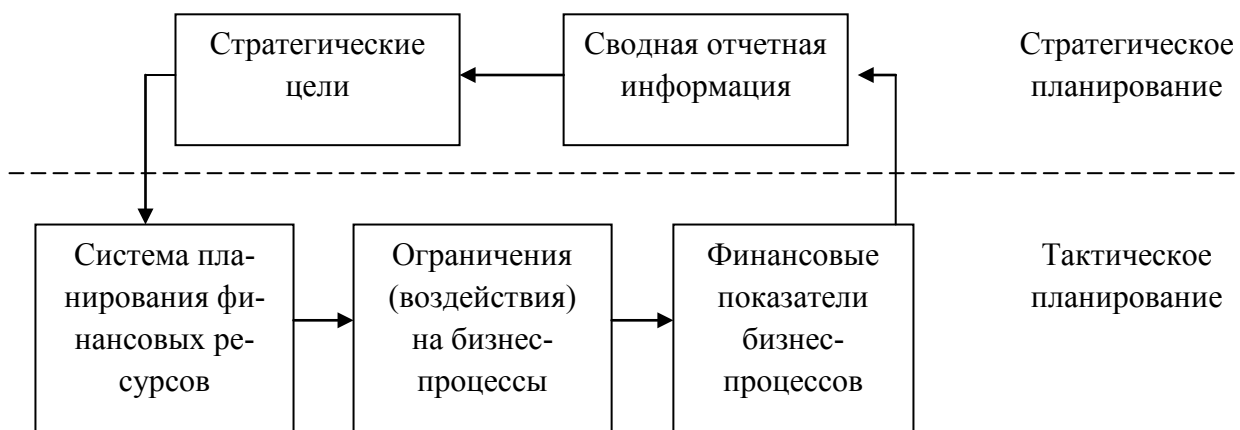 Стратегические
цели
Сводная отчетная
информация
Стратегическое
планирование
Система пла-
нирования фи-
нансовых ре-
сурсов
Ограничения
(воздействия)
на бизнес-
процессы
Финансовые
показатели
бизнес-
процессов
Тактическое
планирование